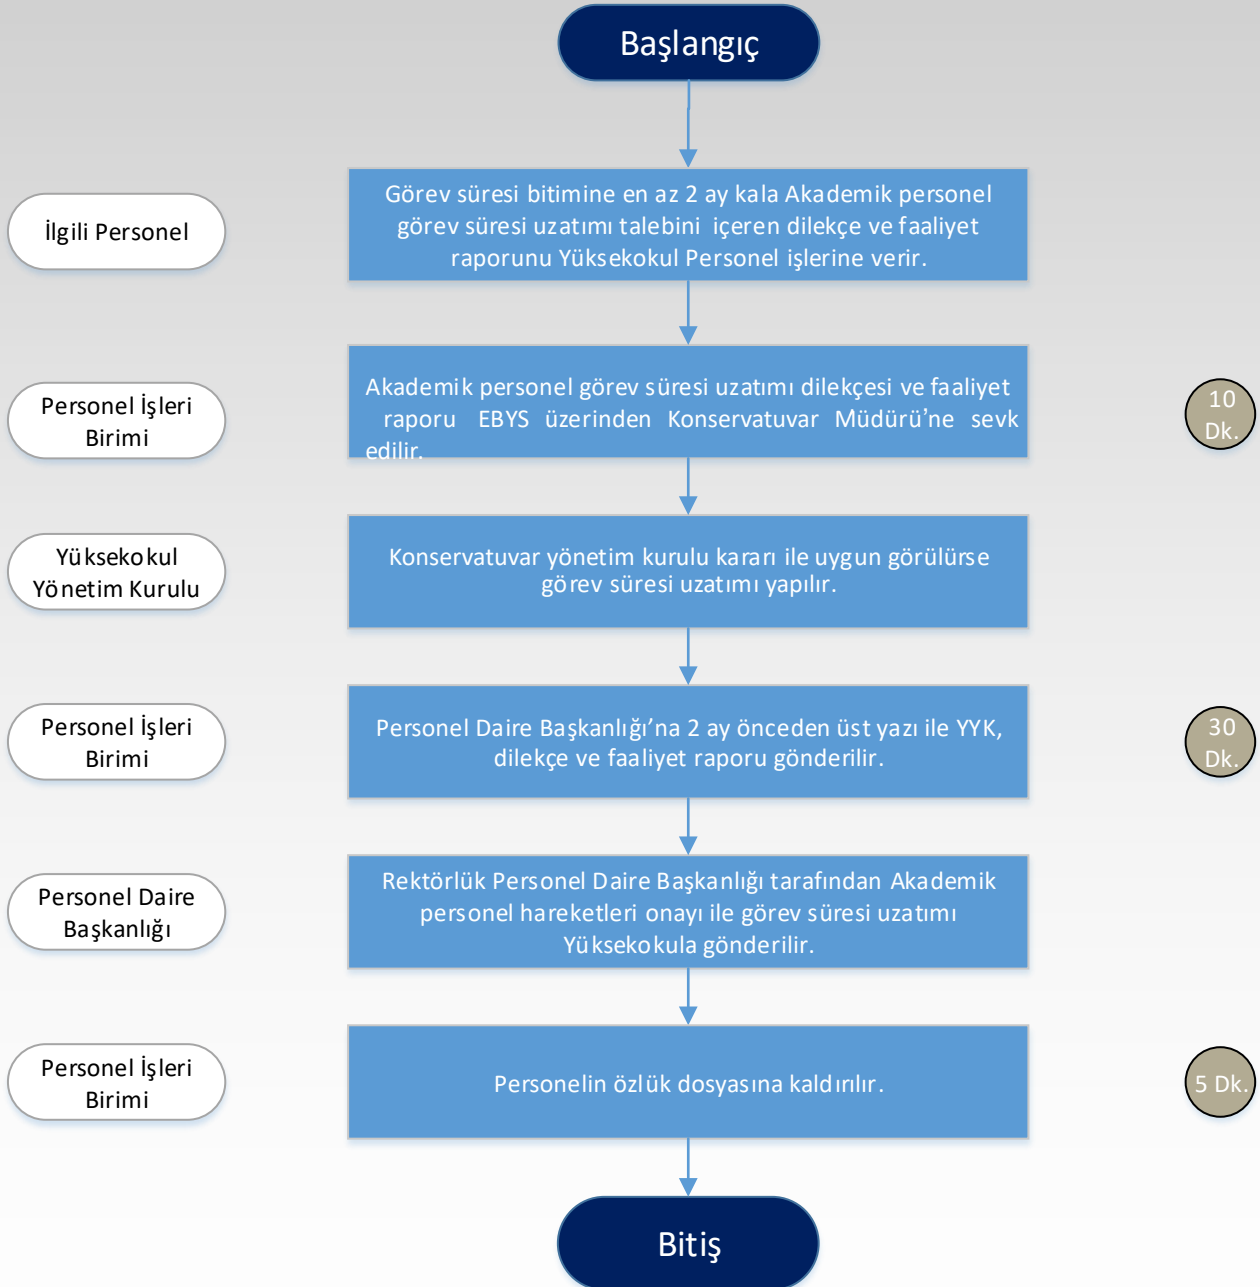 Başlangıç
İlgili Personel
Görev süresi bitimine en az 2 ay kala Akademik personel
görev süresi uzatımı talebini içeren dilekçe ve faaliyet
raporunu Yüksekokul Personel işlerine verir.
Personel İşleri
Birimi
Akademik personel görev süresi uzatımı dilekçesi ve faaliyet
raporu EBYS üzerinden Konservatuvar Müdürü’ne sevk
edilir.
10
Dk.
Yüksekokul
Yönetim Kurulu
Konservatuvar yönetim kurulu kararı ile uygun görülürse
görev süresi uzatımı yapılır.
Personel İşleri
Birimi
Personel Daire Başkanlığı’na 2 ay önceden üst yazı ile YYK,
dilekçe ve faaliyet raporu gönderilir.
30
Dk.
Personel Daire
Başkanlığı
Rektörlük Personel Daire Başkanlığı tarafından Akademik
personel hareketleri onayı ile görev süresi uzatımı
Yüksekokula gönderilir.
Personel İşleri
Birimi
Personelin özlük dosyasına kaldırılır.
5 Dk.
Bitiş